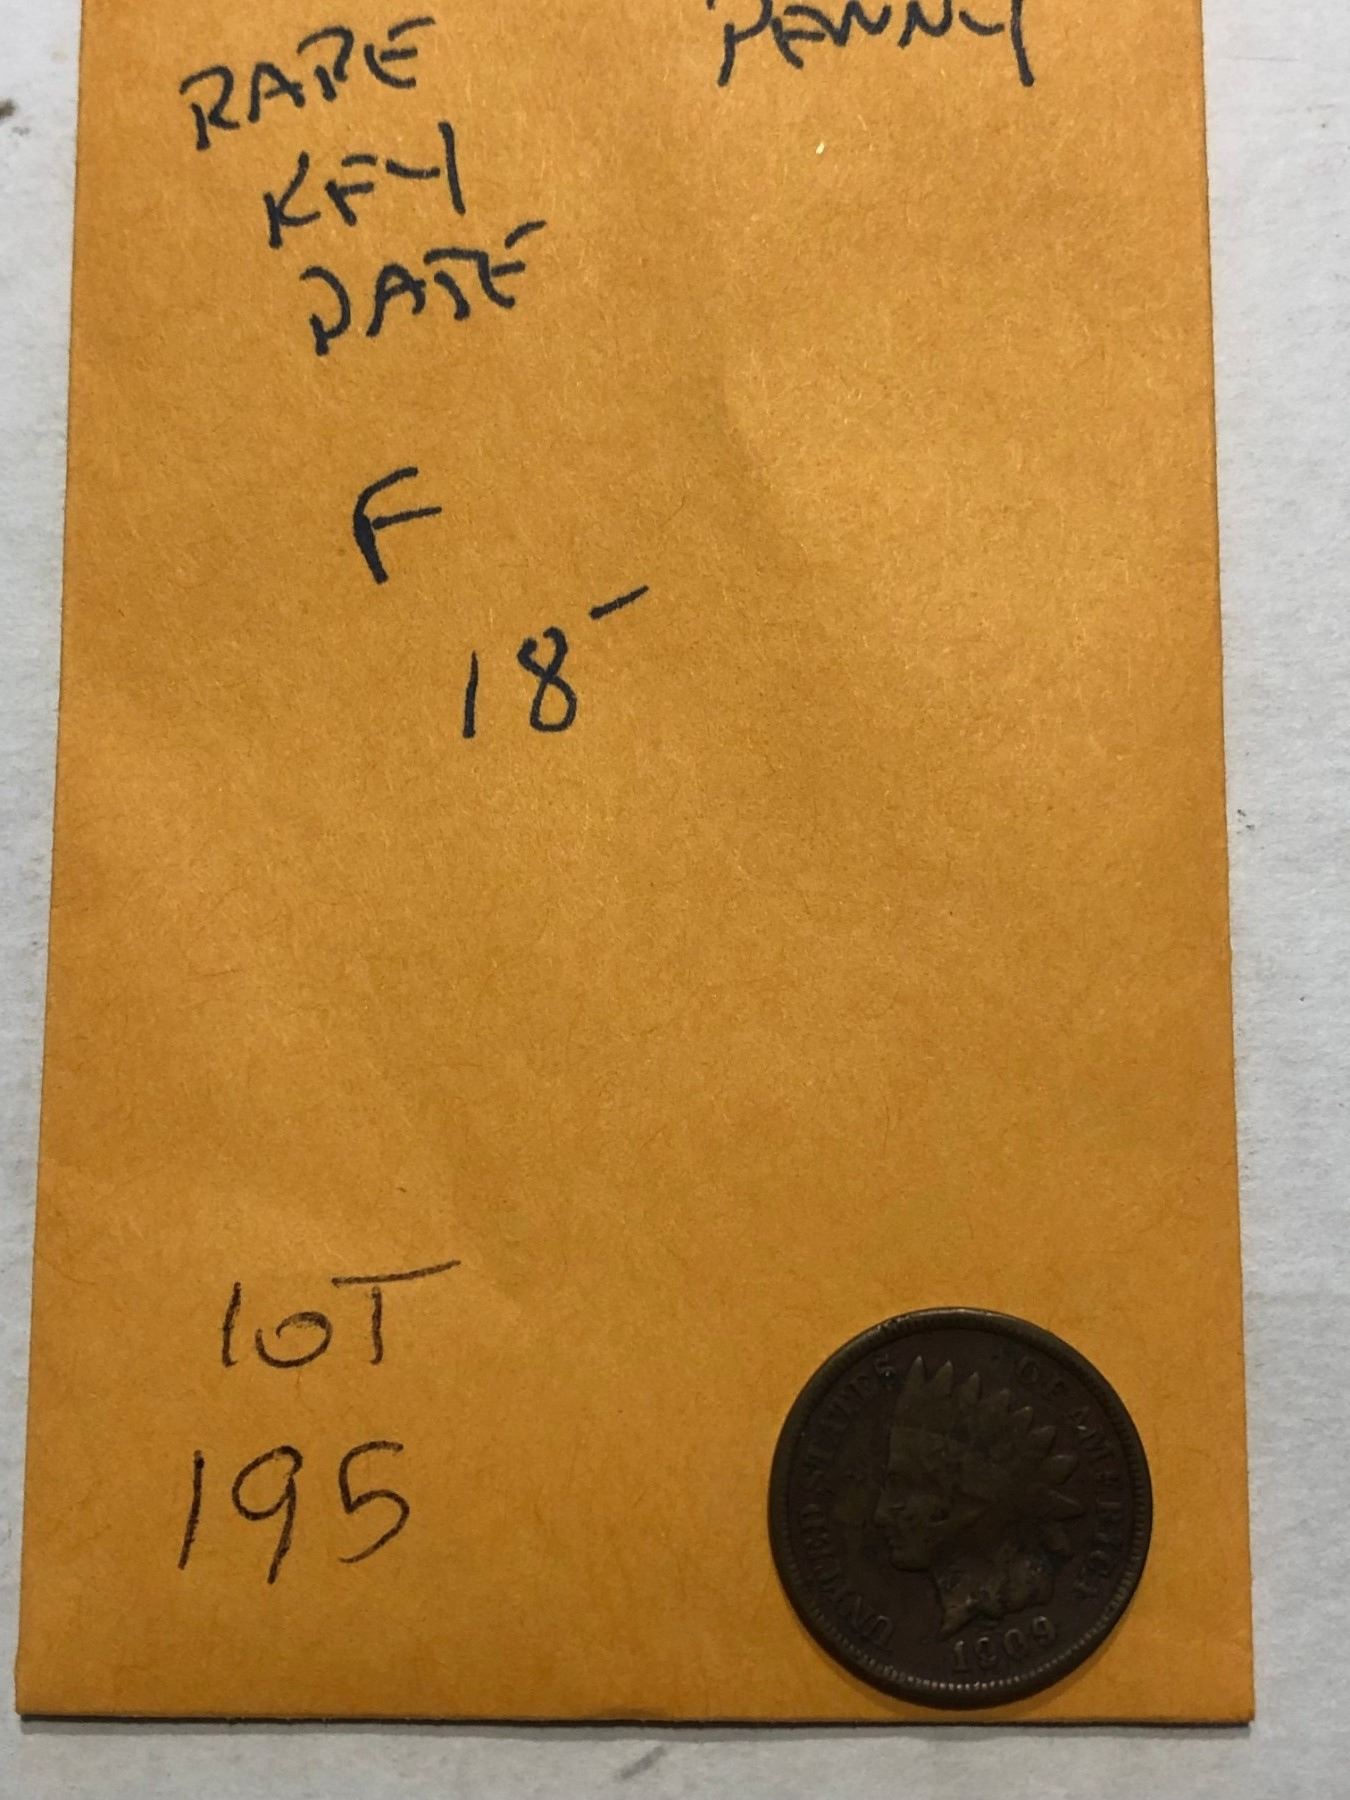 RARE PENNY
KEY
DATE
F
18-
LOT
195
UNITED STATES OF AMERICA
1909